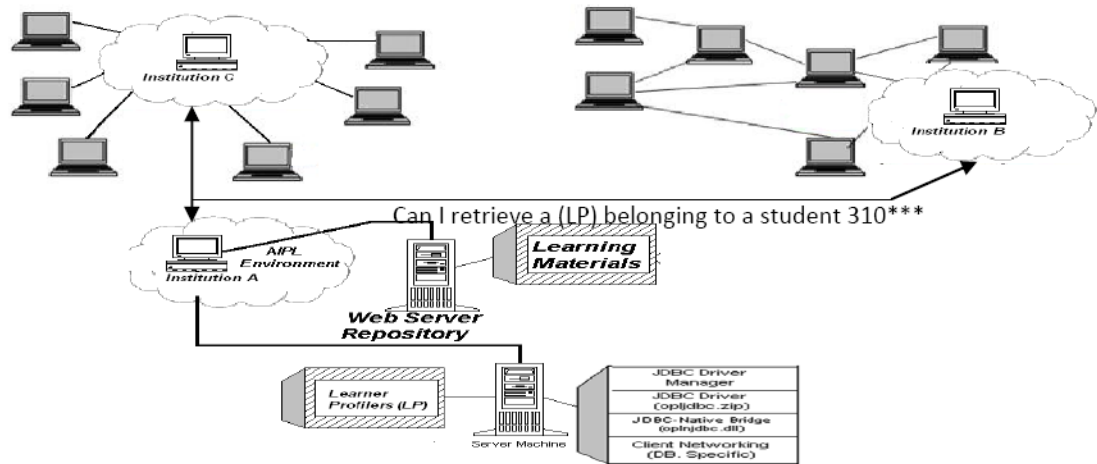 Institution C
Institution B
Can I retrieve a (LP) belonging to a student 310***
AIPL
Environment
Institution A
Learning
Materials
Web Server
Repository
Learner
Profilers (LP)
Server Machine
JDBC Driver
Manager
JDBC Driver
(opljdbc.zip)
JDBC-Native Bridge
(oplnjdbc.dll)
Client Networking
(DB. Specific)